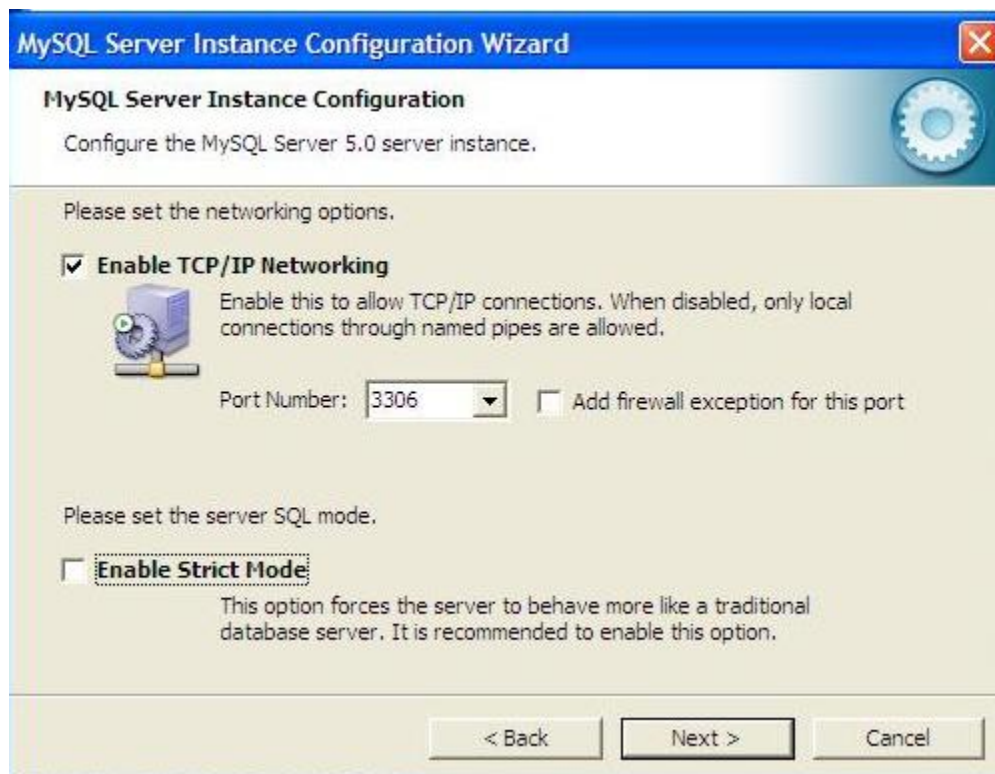 MySQL Server Instance Configuration Wizard
MySQL Server Instance Configuration
Configure the MySQL Server 5.0 server instance.
Please set the networking options.
Enable TCP/IP Networking
Enable this to allow TCP/IP connections. When disabled, only local
connections through named pipes are allowed.
Port Number: 3306 Add firewall exception for this port
Please set the server SQL mode.
Enable Strict Mode
This option forces the server to behave more like a traditional
database server. It is recommended to enable this option.
< Back Next > Cancel